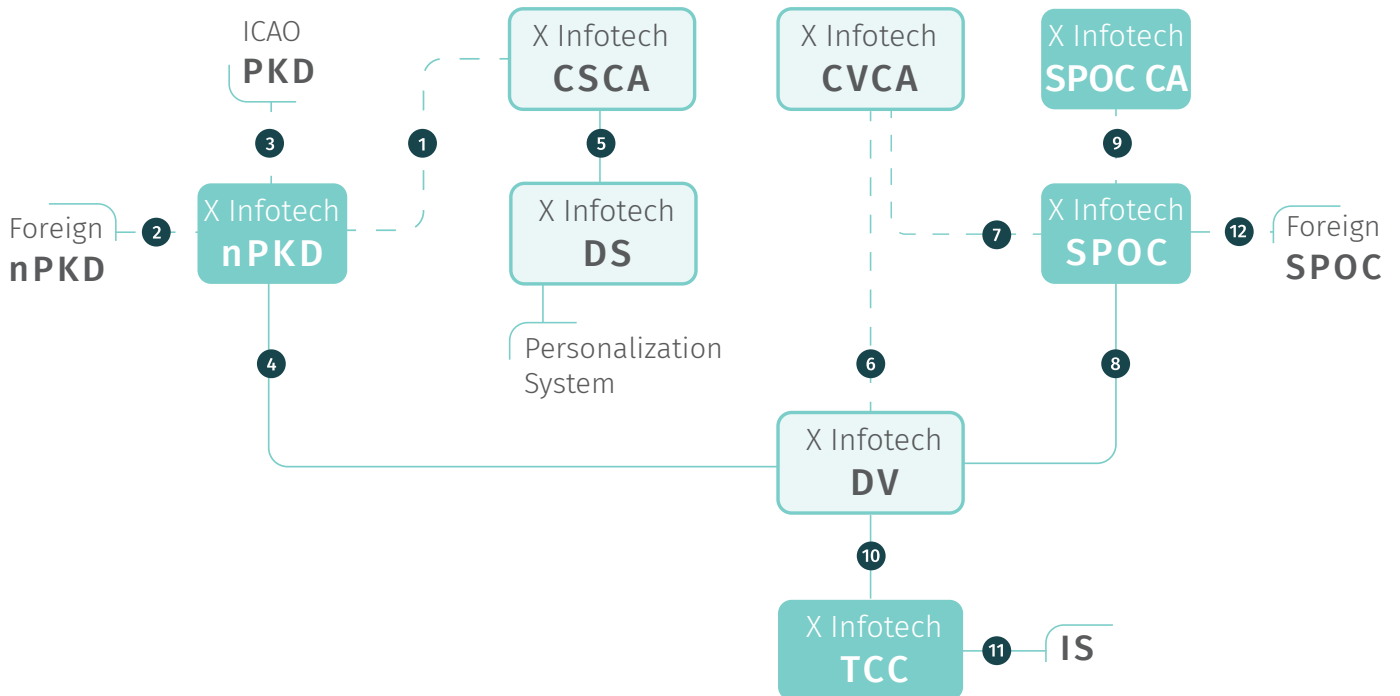 ICAO
PKD
X Infotech
CSCA
X Infotech
CVCA
X Infotech
SPOC CA
3
1
5
9
Foreign
nPKD
2
X Infotech
nPKD
X Infotech
DS
7
X Infotech
SPOC
12
Foreign
SPOC
Personalization
System
4
6
8
X Infotech
DV
10
X Infotech
TCC
11
IS